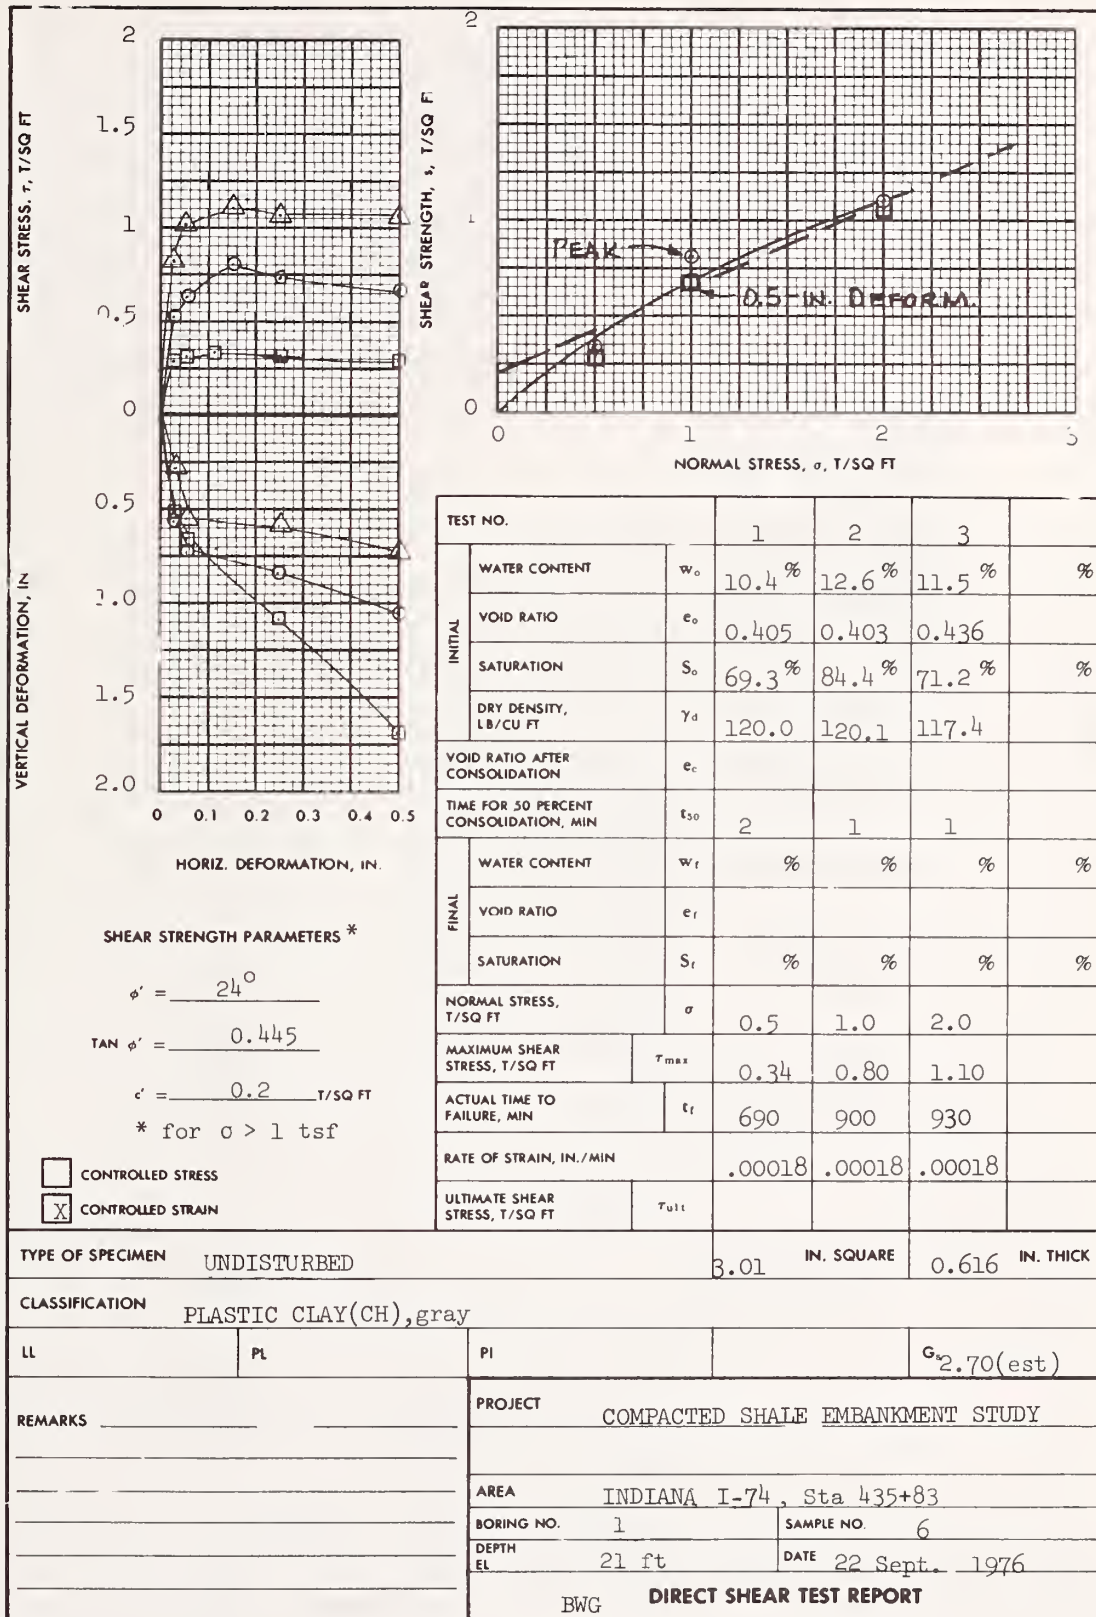 SHEAR STRESS, τ, T/SQ FT
2
1.5
1
0.5
0
VERTICAL DEFORMATION, IN
0.5
1.0
1.5
2.0
0 0.1 0.2 0.3 0.4 0.5
HORIZ. DEFORMATION, IN.
SHEAR STRENGTH, s, T/SQ F
2
1
0
PEAK
0.5-IN. DEFORM.
0 1 2 3
NORMAL STRESS, σ, T/SQ FT
SHEAR STRENGTH PARAMETERS *
φ' = 24°
TAN φ' = 0.445
c' = 0.2 T/SQ FT
* for σ > 1 tsf
CONTROLLED STRESS
X CONTROLLED STRAIN
TEST NO. 1 2 3
INITIAL
WATER CONTENT w₀ 10.4 % 12.6 % 11.5 % %
VOID RATIO e₀ 0.405 0.403 0.436
SATURATION S₀ 69.3 % 84.4 % 71.2 % %
DRY DENSITY,
LB/CU FT γd 120.0 120.1 117.4
VOID RATIO AFTER
CONSOLIDATION ec
TIME FOR 50 PERCENT
CONSOLIDATION, MIN t50 2 1 1
FINAL
WATER CONTENT wf % % % %
VOID RATIO ef
SATURATION Sf % % % %
NORMAL STRESS,
T/SQ FT σ 0.5 1.0 2.0
MAXIMUM SHEAR
STRESS, T/SQ FT τmax 0.34 0.80 1.10
ACTUAL TIME TO
FAILURE, MIN tf 690 900 930
RATE OF STRAIN, IN./MIN .00018 .00018 .00018
ULTIMATE SHEAR
STRESS, T/SQ FT τult
TYPE OF SPECIMEN UNDISTURBED 3.01 IN. SQUARE 0.616 IN. THICK
CLASSIFICATION PLASTIC CLAY(CH),gray
LL PL PI Gs 2.70(est)
REMARKS
PROJECT COMPACTED SHALE EMBANKMENT STUDY
AREA INDIANA I-74, Sta 435+83
BORING NO. 1 SAMPLE NO. 6
DEPTH
EL 21 ft DATE 22 Sept. 1976
BWG DIRECT SHEAR TEST REPORT